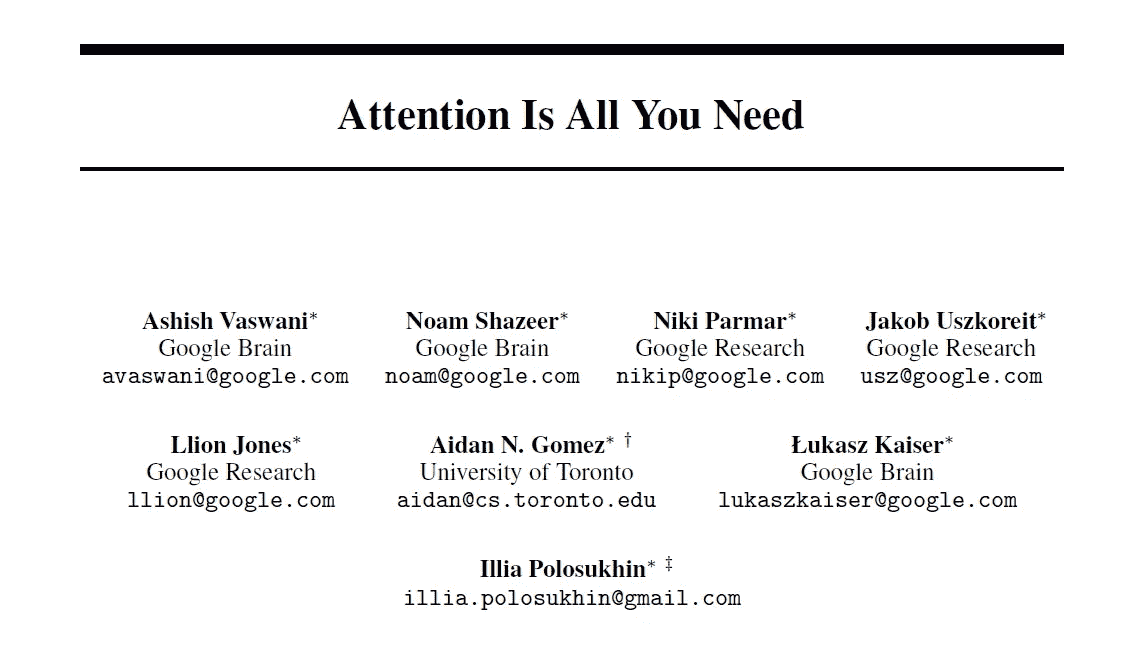 Attention Is All You Need
Ashish Vaswani* Noam Shazeer* Niki Parmar* Jakob Uszkoreit*
Google Brain Google Brain Google Research Google Research
avaswani@google.com noam@google.com nikip@google.com usz@google.com
Llion Jones* Aidan N. Gomez* † Łukasz Kaiser*
Google Research University of Toronto Google Brain
llion@google.com aidan@cs.toronto.edu lukaszkaiser@google.com
Illia Polosukhin* ‡
illia.polosukhin@gmail.com